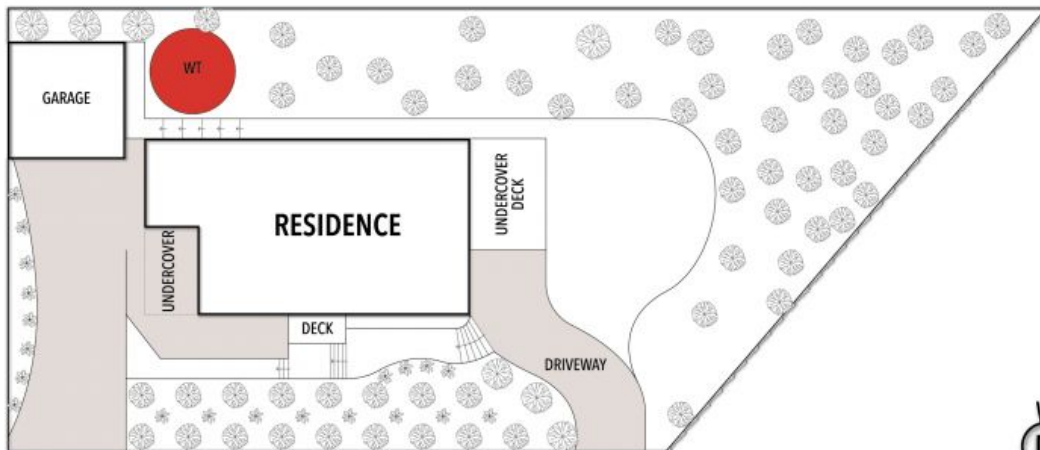 WT
GARAGE
UNDERCOVER
DECK
RESIDENCE
UNDERCOVER
DECK
DRIVEWAY